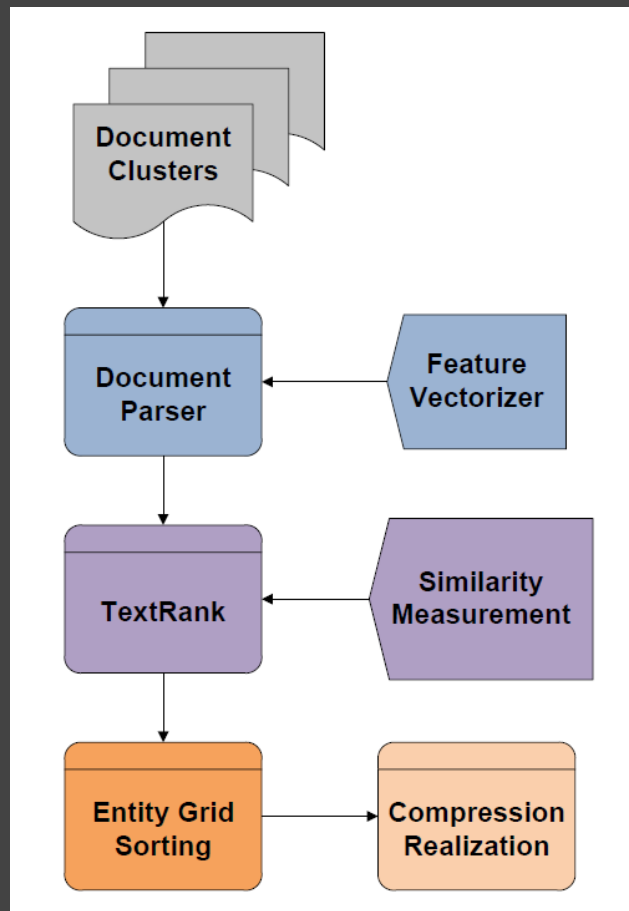 Document
Clusters
Document
Parser
Feature
Vectorizer
TextRank
Similarity
Measurement
Entity Grid
Sorting
Compression
Realization